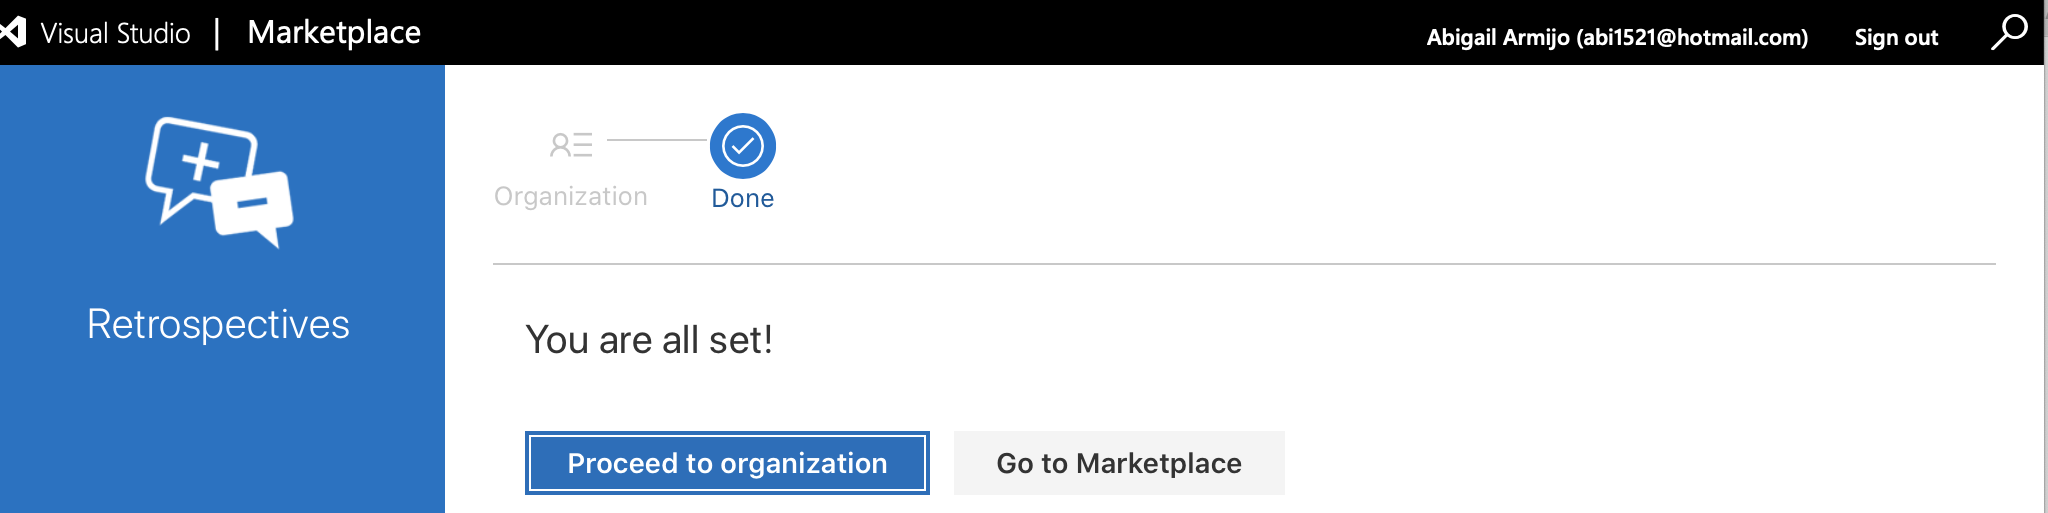 Visual Studio | Marketplace
Abigail Armijo (abi1521@hotmail.com) Sign out
Retrospectives
Organization
Done
You are all set!
Proceed to organization
Go to Marketplace